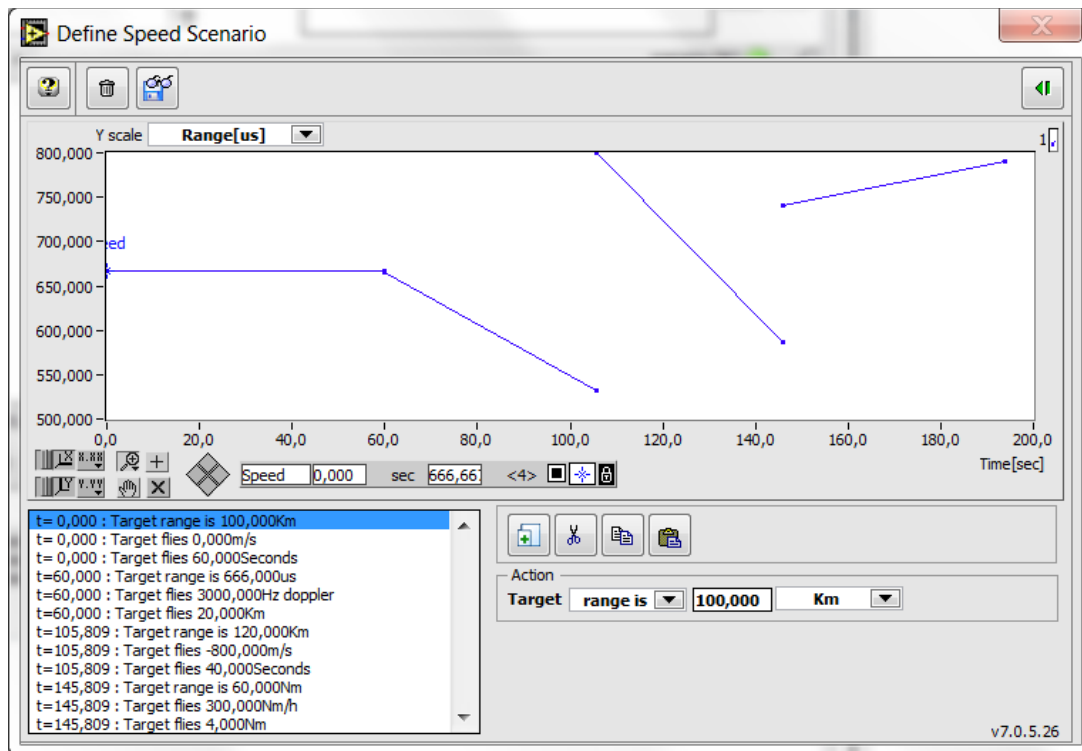 Define Speed Scenario
Y scale Range[us]
1
800,000
750,000
700,000
eed
650,000
600,000
550,000
500,000
0,0 20,0 40,0 60,0 80,0 100,0 120,0 140,0 160,0 180,0 200,0
Time[sec]
Speed 0,000 sec 666,66 <4>
X.XX
Y.YY
t= 0,000 : Target range is 100,000Km
t= 0,000 : Target flies 0,000m/s
t= 0,000 : Target flies 60,000Seconds
t=60,000 : Target range is 666,000us
t=60,000 : Target flies 3000,000Hz doppler
t=60,000 : Target flies 20,000Km
t=105,809 : Target range is 120,000Km
t=105,809 : Target flies -800,000m/s
t=105,809 : Target flies 40,000Seconds
t=145,809 : Target range is 60,000Nm
t=145,809 : Target flies 300,000Nm/h
t=145,809 : Target flies 4,000Nm
Action
Target range is 100,000 Km
v7.0.5.26